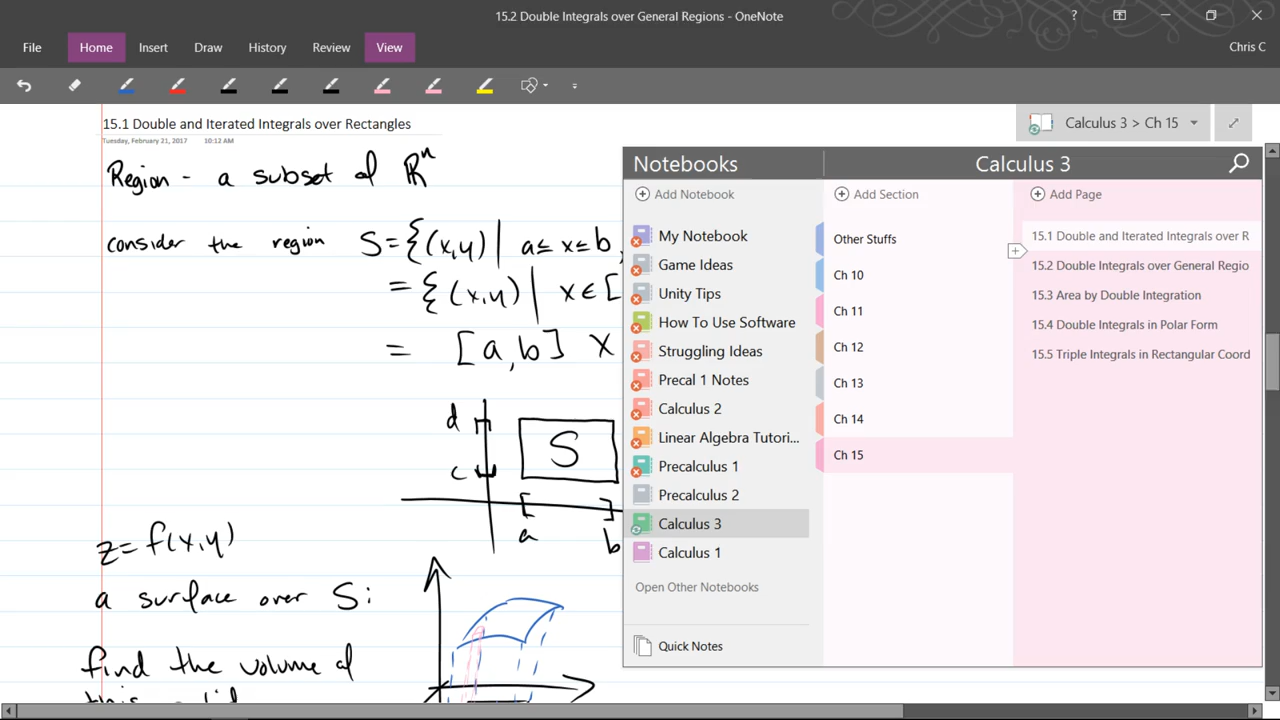 15.2 Double Integrals over General Regions - OneNote
?
File Home Insert Draw History Review View
Chris C
15.1 Double and Iterated Integrals over Rectangles
Tuesday, February 21, 2017 10:12 AM
Region - a subset of ℝⁿ
consider the region S = {(x,y) | a ≤ x ≤ b,
= {(x,y) | x ∈ [
= [a,b] X
d
S
c
a b
z = f(x,y)
a surface over S:
find the volume of
this solid
Calculus 3 > Ch 15
Notebooks
Calculus 3
Add Notebook
My Notebook
Game Ideas
Unity Tips
How To Use Software
Struggling Ideas
Precal 1 Notes
Calculus 2
Linear Algebra Tutori...
Precalculus 1
Precalculus 2
Calculus 3
Calculus 1
Open Other Notebooks
Quick Notes
Add Section
Other Stuffs
Ch 10
Ch 11
Ch 12
Ch 13
Ch 14
Ch 15
Add Page
15.1 Double and Iterated Integrals over R
15.2 Double Integrals over General Regio
15.3 Area by Double Integration
15.4 Double Integrals in Polar Form
15.5 Triple Integrals in Rectangular Coord